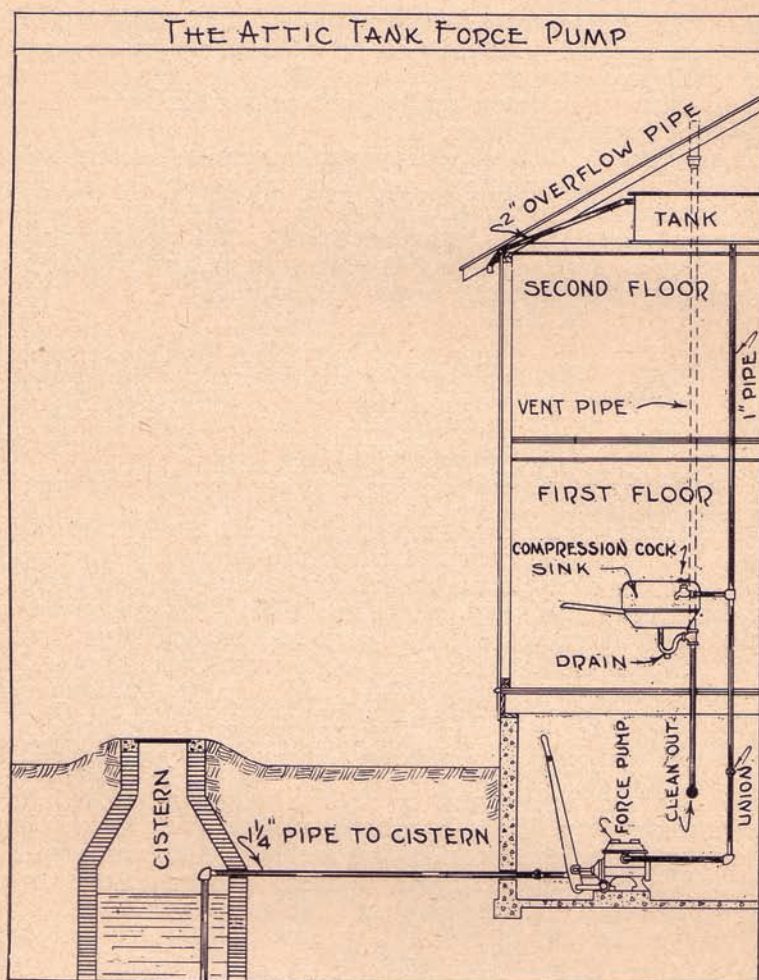 THE ATTIC TANK FORCE PUMP
2" OVERFLOW PIPE
TANK
SECOND FLOOR
1" PIPE
VENT PIPE
FIRST FLOOR
COMPRESSION COCK
SINK
DRAIN
FORCE PUMP
CLEAN OUT
UNION
CISTERN
1¼" PIPE TO CISTERN